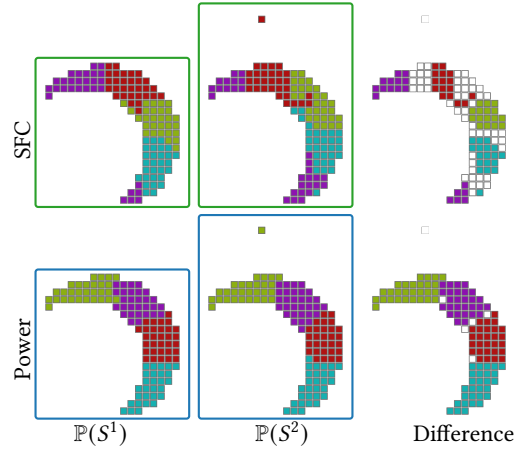 SFC
Power
ℙ(S¹)
ℙ(S²)
Difference